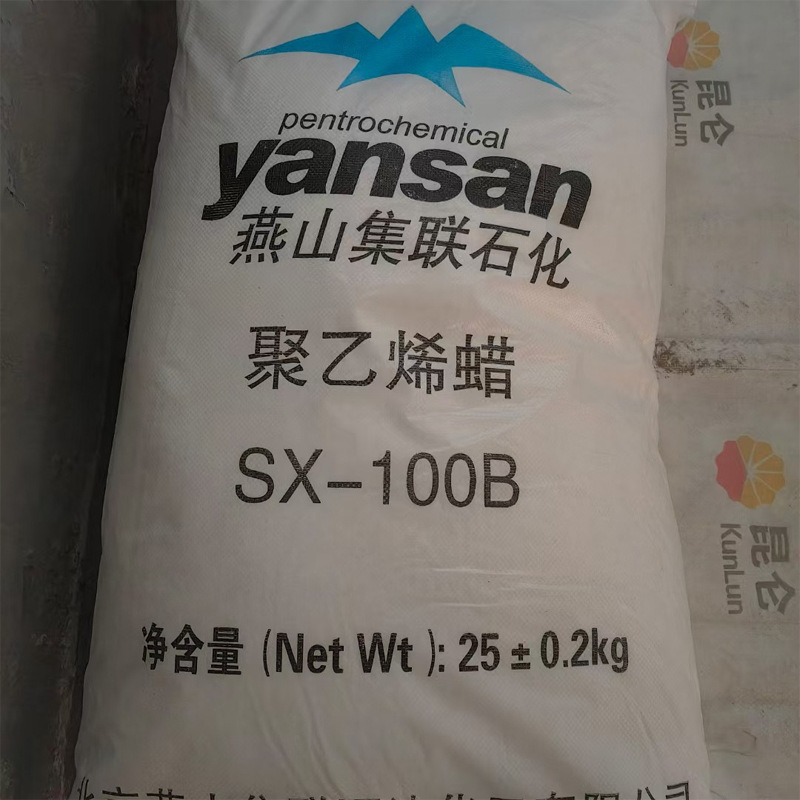 pentrochemical
yansan
燕山集联石化
聚乙烯蜡
SX-100B
净含量 (Net Wt ): 25 ± 0.2kg
昆仑
KunLun
昆仑
KunLun